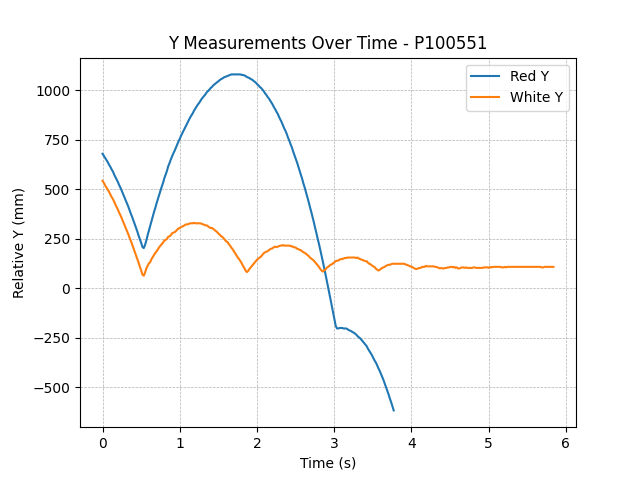 Y Measurements Over Time - P100551
Red Y
White Y
1000
750
500
250
0
−250
−500
Relative Y (mm)
0 1 2 3 4 5 6
Time (s)